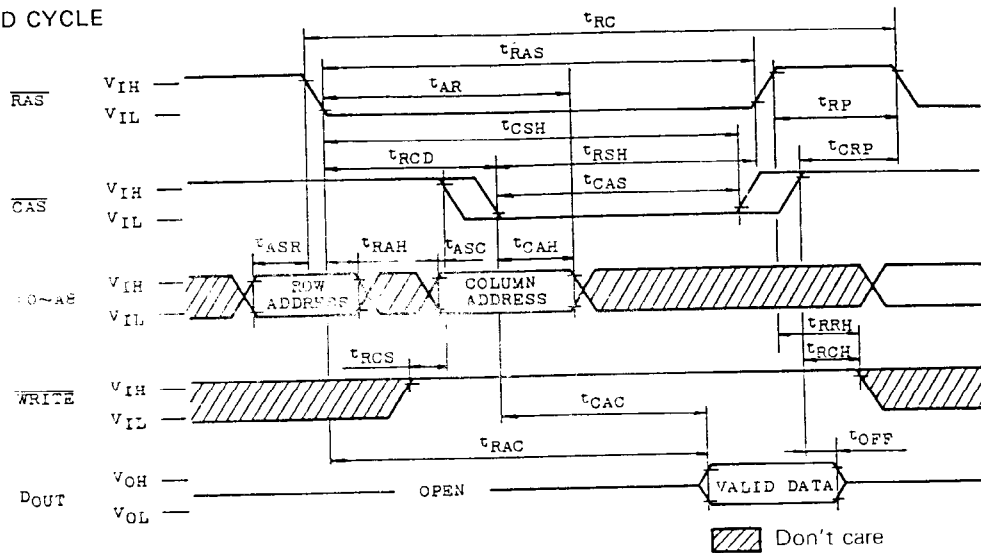 D CYCLE
tRC
tRAS
tAR
RAS
VIH
VIL
tRP
tCSH
tRCD
tRSH
tCRP
tCAS
CAS
VIH
VIL
tASR
tRAH
tASC
tCAH
0~A8
VIH
VIL
ROW
ADDRESS
COLUMN
ADDRESS
tRRH
tRCS
tRCH
WRITE
VIH
VIL
tCAC
tRAC
tOFF
DOUT
VOH
VOL
OPEN
VALID DATA
Don't care